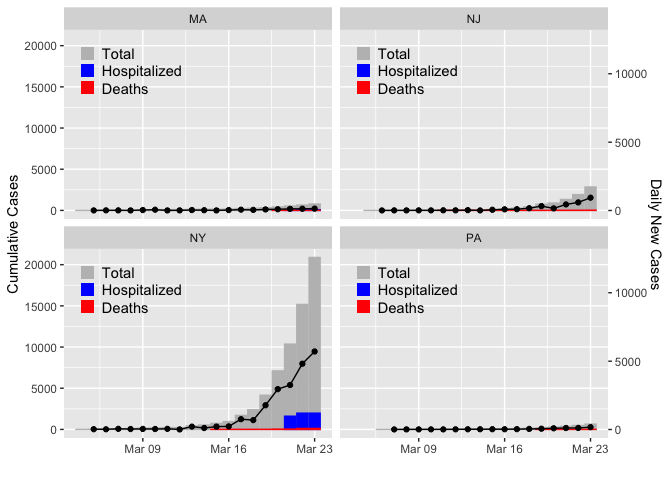 MA
NJ
20000
15000
10000
5000
0
Total
Hospitalized
Deaths
Total
Hospitalized
Deaths
10000
5000
0
Cumulative Cases
Daily New Cases
NY
PA
20000
15000
10000
5000
0
Total
Hospitalized
Deaths
Total
Hospitalized
Deaths
10000
5000
0
Mar 09
Mar 16
Mar 23
Mar 09
Mar 16
Mar 23